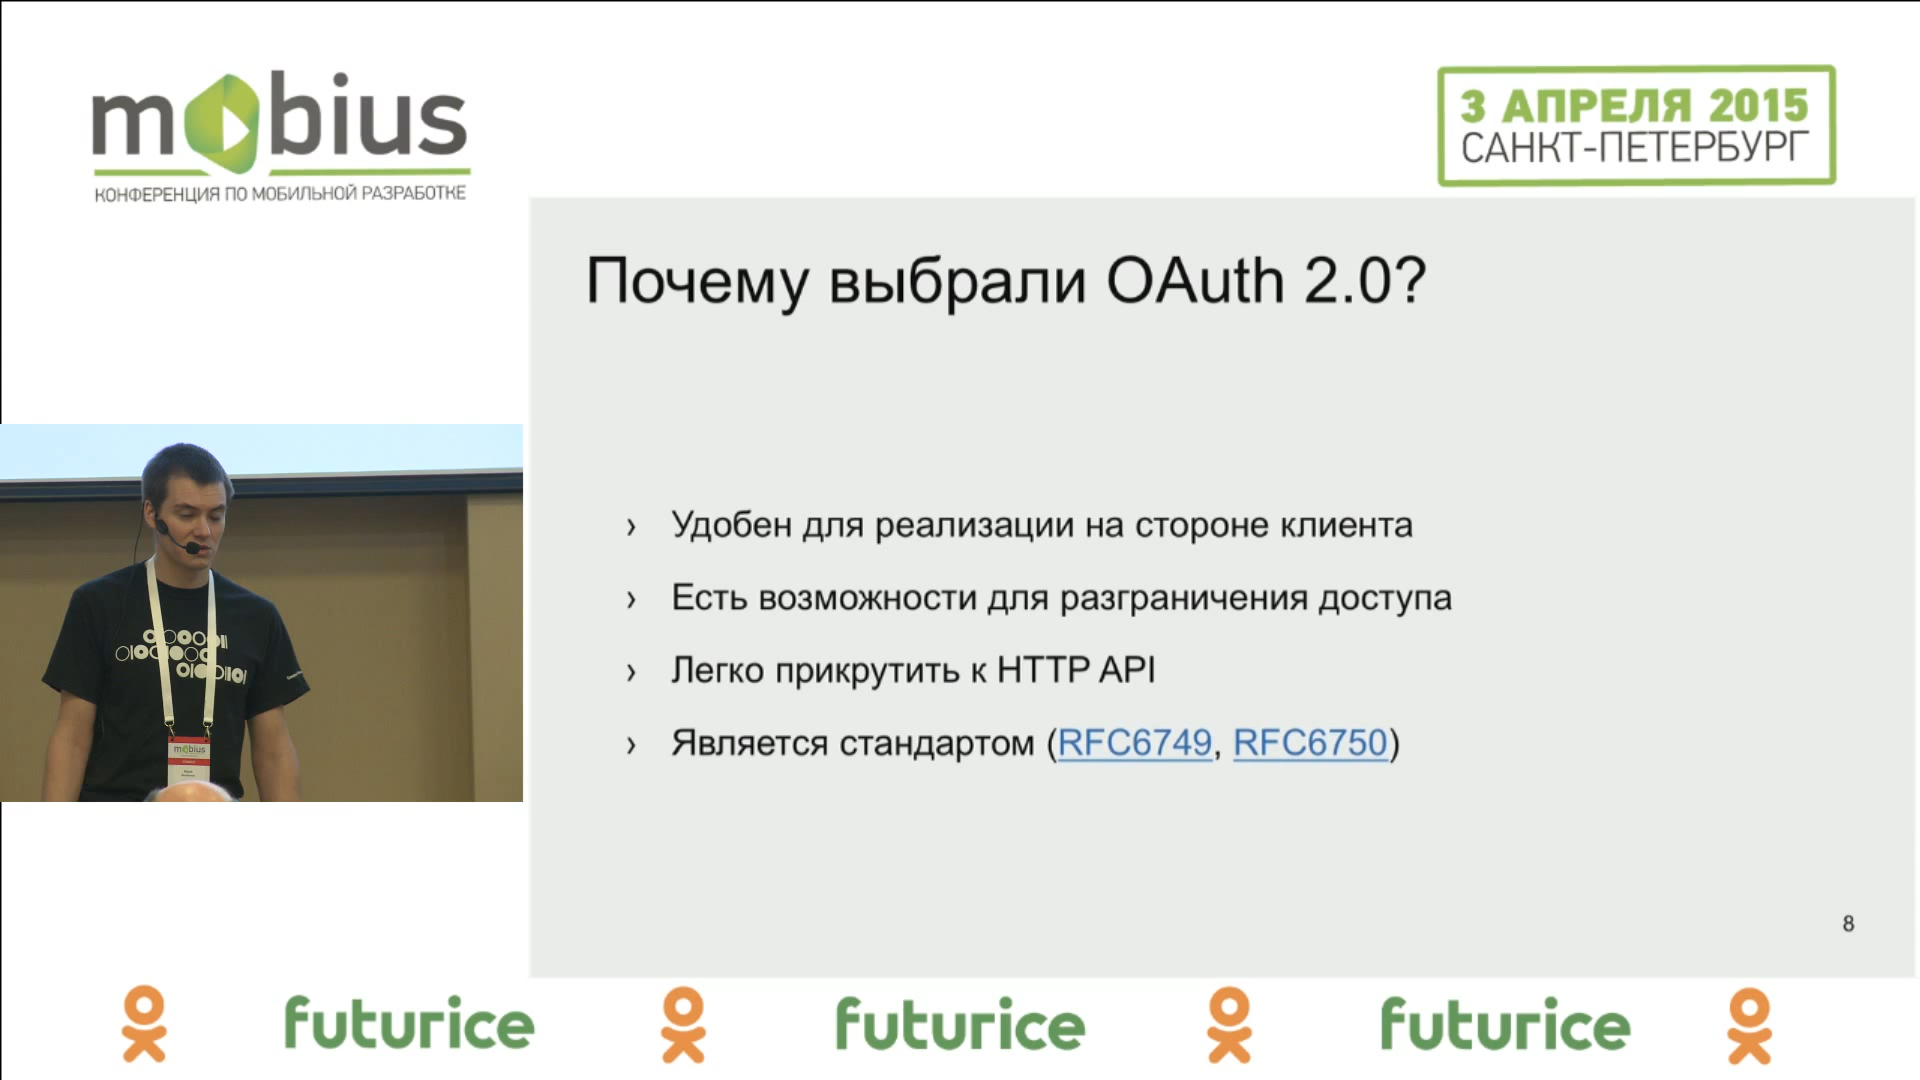 mobius
КОНФЕРЕНЦИЯ ПО МОБИЛЬНОЙ РАЗРАБОТКЕ
3 АПРЕЛЯ 2015
САНКТ-ПЕТЕРБУРГ
Почему выбрали OAuth 2.0?
› Удобен для реализации на стороне клиента
› Есть возможности для разграничения доступа
› Легко прикрутить к HTTP API
› Является стандартом (RFC6749, RFC6750)
8
mobius
futurice futurice futurice